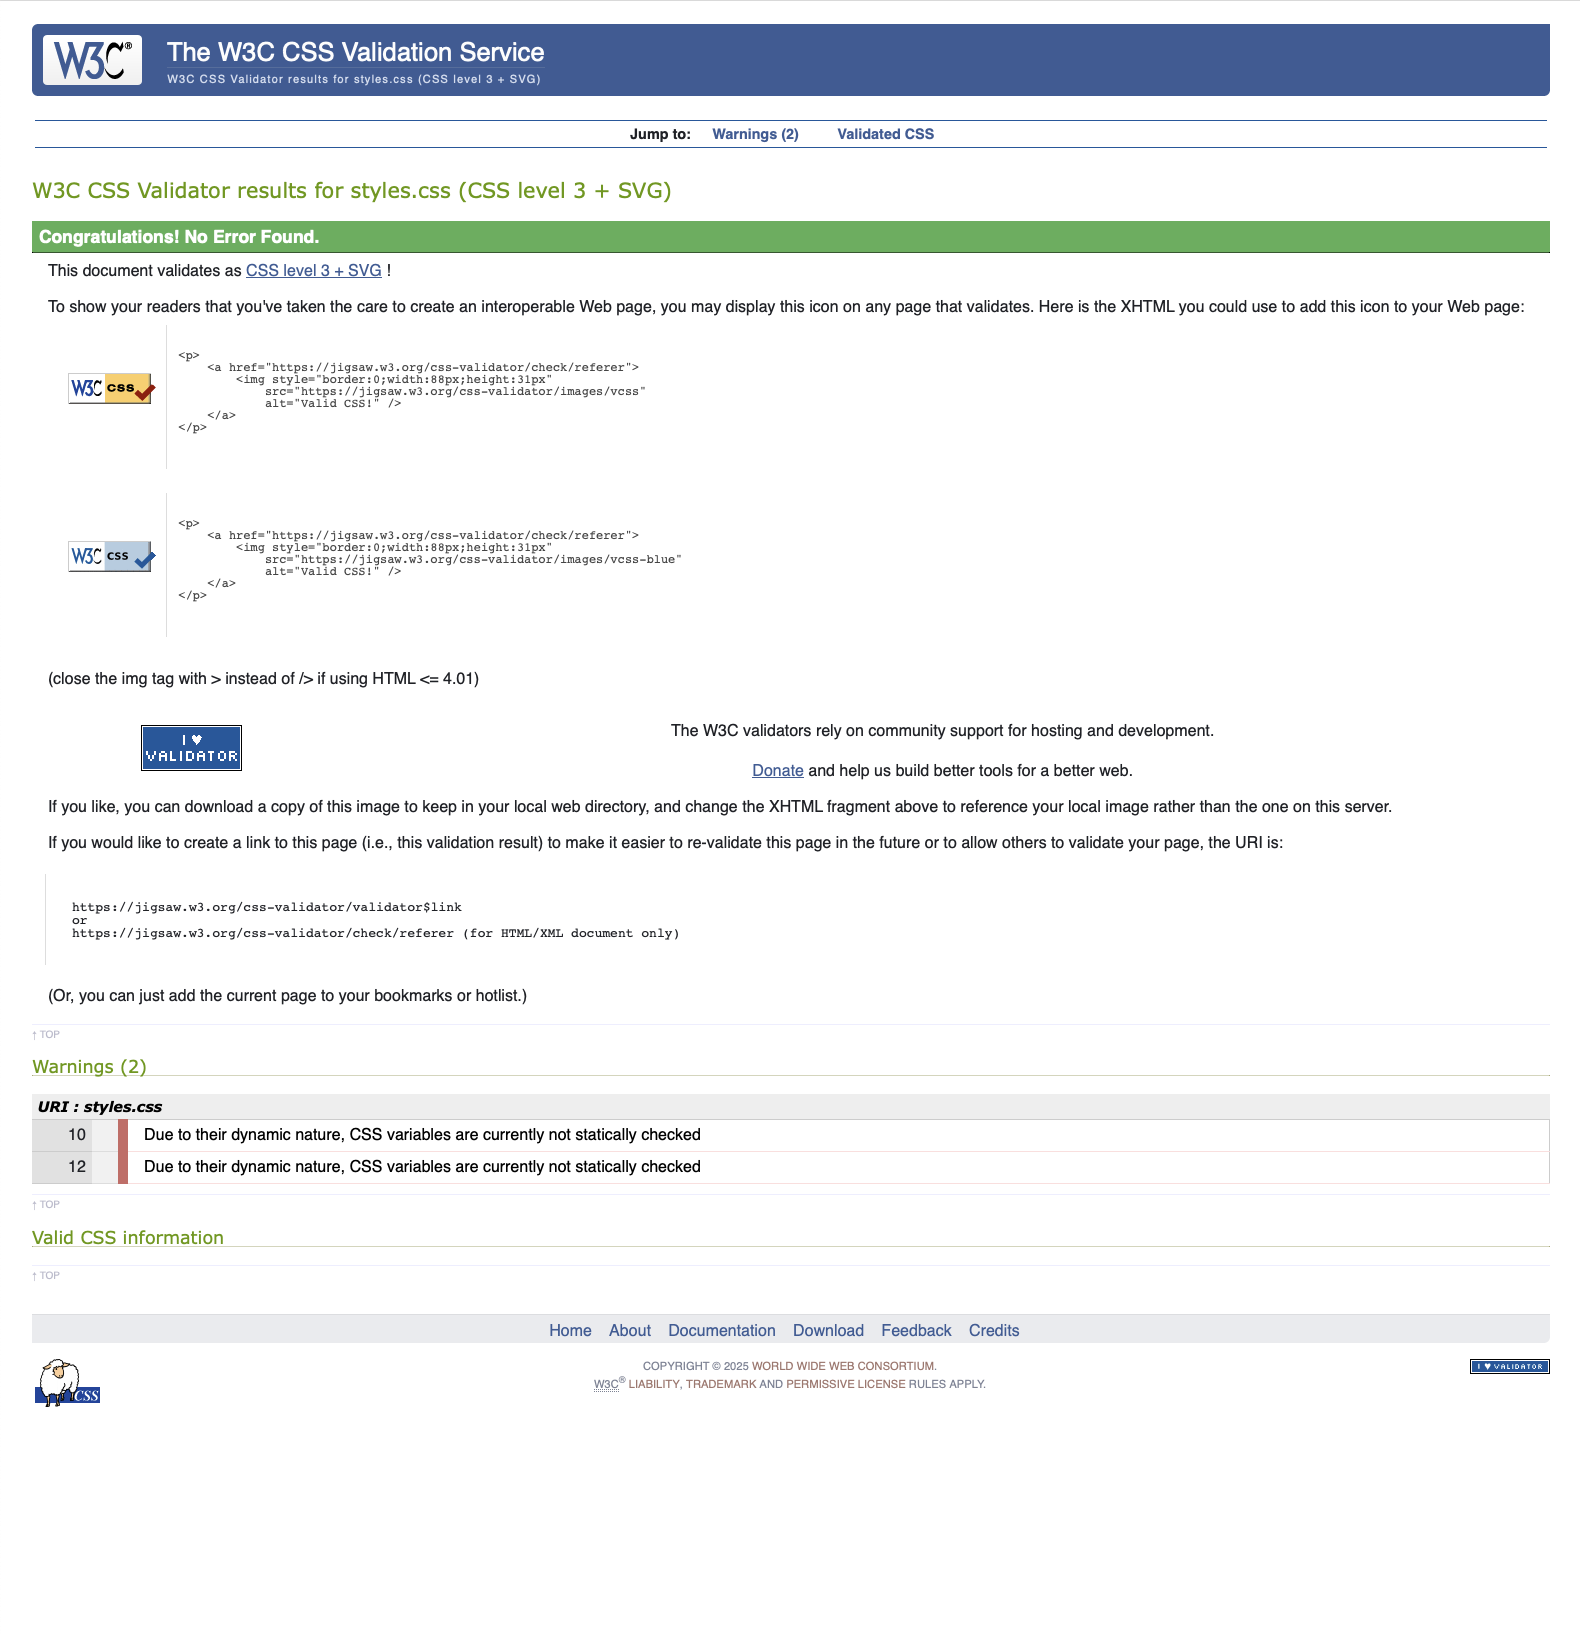 W3C®
The W3C CSS Validation Service
W3C CSS Validator results for styles.css (CSS level 3 + SVG)
Jump to: Warnings (2) Validated CSS
W3C CSS Validator results for styles.css (CSS level 3 + SVG)
Congratulations! No Error Found.
This document validates as CSS level 3 + SVG !
To show your readers that you've taken the care to create an interoperable Web page, you may display this icon on any page that validates. Here is the XHTML you could use to add this icon to your Web page:
W3C css
<p>
    <a href="https://jigsaw.w3.org/css-validator/check/referer">
        <img style="border:0;width:88px;height:31px"
            src="https://jigsaw.w3.org/css-validator/images/vcss"
            alt="Valid CSS!" />
    </a>
</p>
W3C css
<p>
    <a href="https://jigsaw.w3.org/css-validator/check/referer">
        <img style="border:0;width:88px;height:31px"
            src="https://jigsaw.w3.org/css-validator/images/vcss-blue"
            alt="Valid CSS!" />
    </a>
</p>
(close the img tag with > instead of /> if using HTML <= 4.01)
I ♥
VALIDATOR
The W3C validators rely on community support for hosting and development.
Donate and help us build better tools for a better web.
If you like, you can download a copy of this image to keep in your local web directory, and change the XHTML fragment above to reference your local image rather than the one on this server.
If you would like to create a link to this page (i.e., this validation result) to make it easier to re-validate this page in the future or to allow others to validate your page, the URI is:
https://jigsaw.w3.org/css-validator/validator$link
or
https://jigsaw.w3.org/css-validator/check/referer (for HTML/XML document only)
(Or, you can just add the current page to your bookmarks or hotlist.)
↑ TOP
Warnings (2)
URI : styles.css
10 Due to their dynamic nature, CSS variables are currently not statically checked
12 Due to their dynamic nature, CSS variables are currently not statically checked
↑ TOP
Valid CSS information
↑ TOP
Home About Documentation Download Feedback Credits
CSS
COPYRIGHT © 2025 WORLD WIDE WEB CONSORTIUM.
W3C® LIABILITY, TRADEMARK AND PERMISSIVE LICENSE RULES APPLY.
I ♥ VALIDATOR